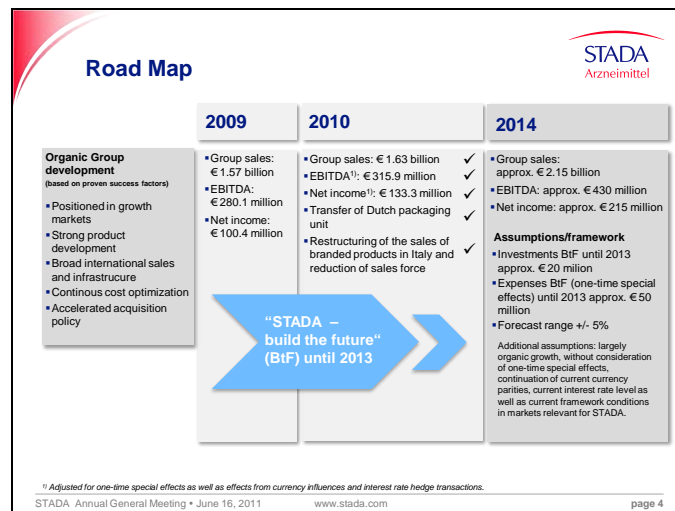 Road Map
STADA
Arzneimittel
2009
2010
2014
Organic Group
development
(based on proven success factors)
▪Positioned in growth
markets
▪Strong product
development
▪Broad international sales
and infrastrucure
▪Continous cost optimization
▪Accelerated acquisition
policy
▪Group sales:
€ 1.57 billion
▪EBITDA:
€ 280.1 million
▪Net income:
€ 100.4 million
▪Group sales: € 1.63 billion ✓
▪EBITDA¹⁾: € 315.9 million ✓
▪Net income¹⁾: € 133.3 million ✓
▪Transfer of Dutch packaging
unit ✓
▪Restructuring of the sales of
branded products in Italy and ✓
reduction of sales force
▪Group sales:
approx. € 2.15 billion
▪EBITDA: approx. € 430 million
▪Net income: approx. € 215 million
Assumptions/framework
▪Investments BtF until 2013
approx. € 20 milion
▪Expenses BtF (one-time special
effects) until 2013 approx. € 50
million
▪Forecast range +/- 5%
Additional assumptions: largely
organic growth, without consideration
of one-time special effects,
continuation of current currency
parities, current interest rate level as
well as current framework conditions
in markets relevant for STADA.
“STADA –
build the future“
(BtF) until 2013
¹⁾ Adjusted for one-time special effects as well as effects from currency influences and interest rate hedge transactions.
STADA Annual General Meeting • June 16, 2011 www.stada.com page 4